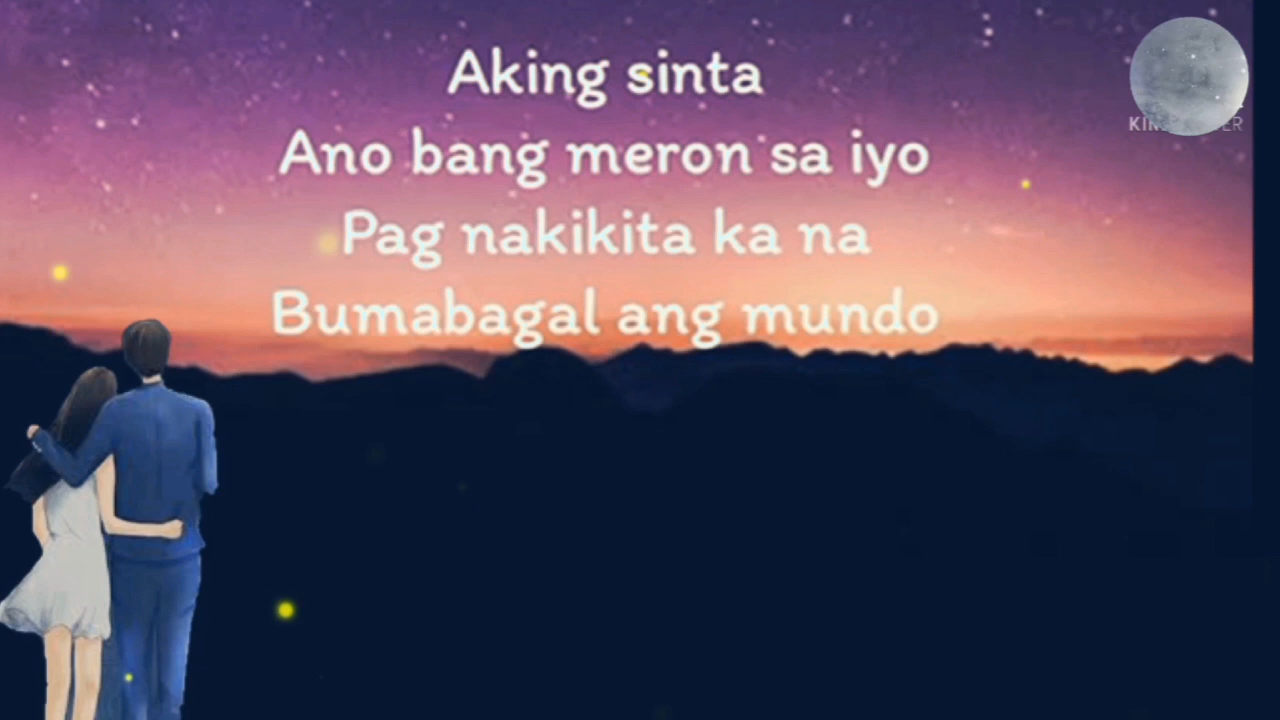 Aking sinta
Ano bang meron sa iyo
Pag nakikita ka na
Bumabagal ang mundo